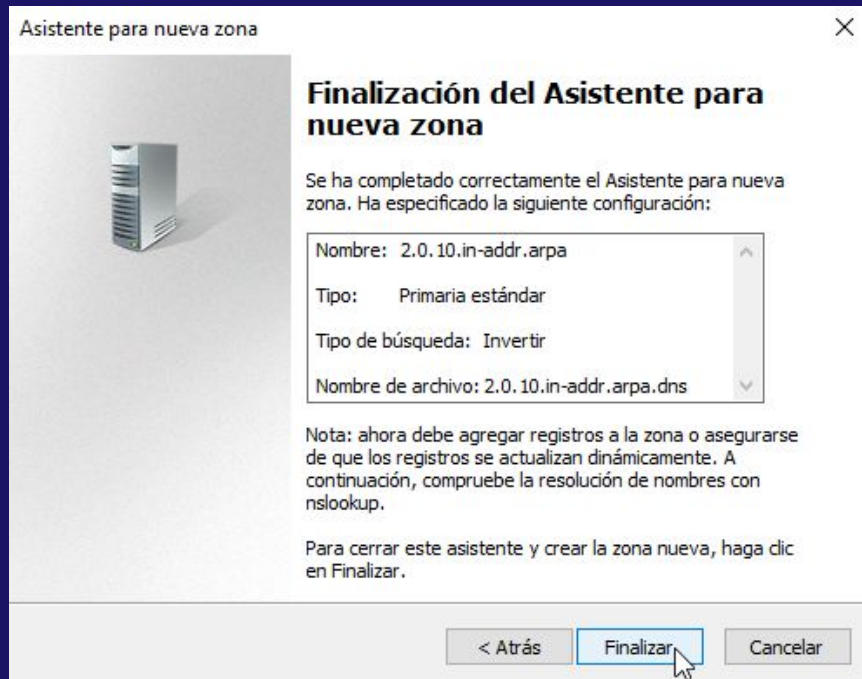 Asistente para nueva zona
Finalización del Asistente para
nueva zona
Se ha completado correctamente el Asistente para nueva
zona. Ha especificado la siguiente configuración:
Nombre: 2.0.10.in-addr.arpa
Tipo: Primaria estándar
Tipo de búsqueda: Invertir
Nombre de archivo: 2.0.10.in-addr.arpa.dns
Nota: ahora debe agregar registros a la zona o asegurarse
de que los registros se actualizan dinámicamente. A
continuación, compruebe la resolución de nombres con
nslookup.
Para cerrar este asistente y crear la zona nueva, haga clic
en Finalizar.
< Atrás Finalizar Cancelar